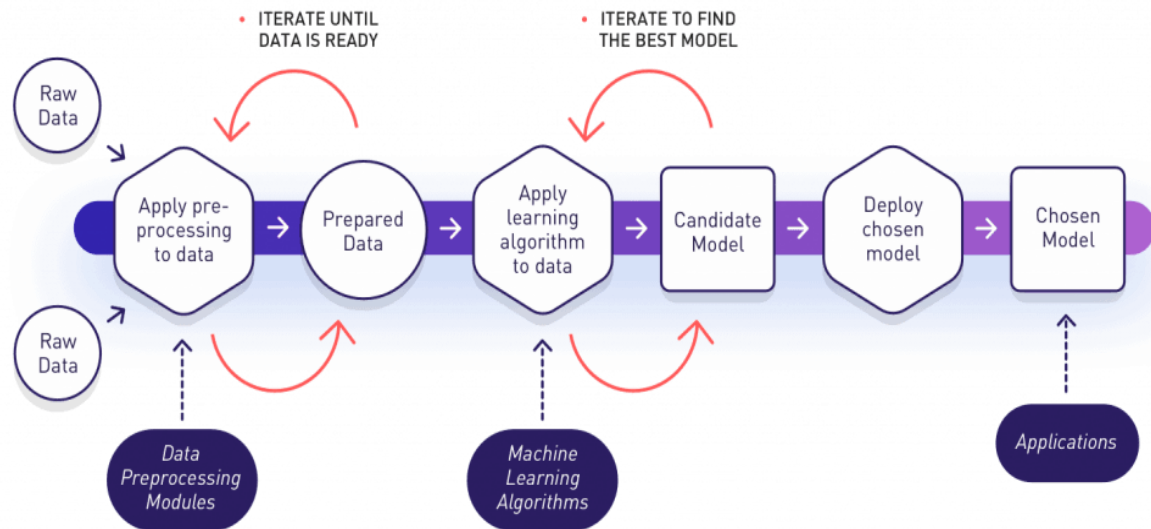 ITERATE UNTIL
DATA IS READY
ITERATE TO FIND
THE BEST MODEL
Raw
Data
Raw
Data
Apply pre-
processing
to data
Prepared
Data
Apply
learning
algorithm
to data
Candidate
Model
Deploy
chosen
model
Chosen
Model
Data
Preprocessing
Modules
Machine
Learning
Algorithms
Applications